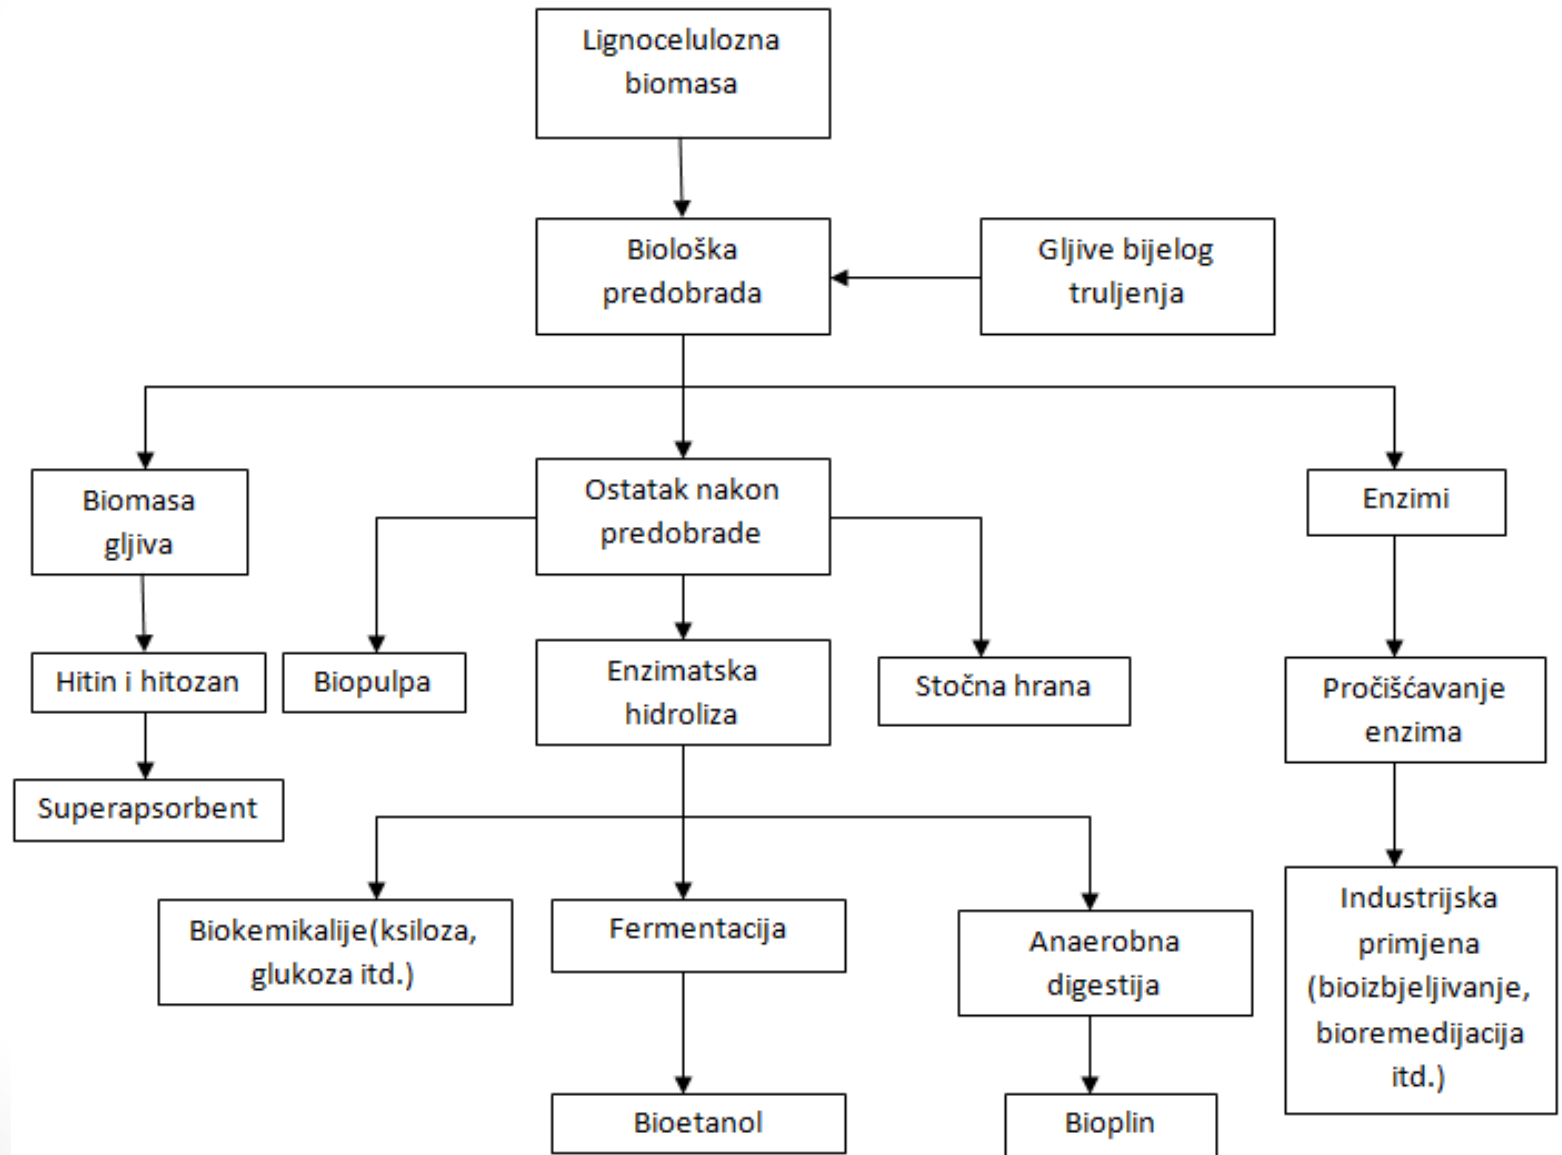 Lignocelulozna
biomasa
Biološka
predobrada
Gljive bijelog
truljenja
Biomasa
gljiva
Ostatak nakon
predobrade
Enzimi
Hitin i hitozan
Biopulpa
Enzimatska
hidroliza
Stočna hrana
Pročišćavanje
enzima
Superapsorbent
Biokemikalije(ksiloza,
glukoza itd.)
Fermentacija
Anaerobna
digestija
Industrijska
primjena
(bioizbjeljivanje,
bioremedijacija
itd.)
Bioetanol
Bioplin